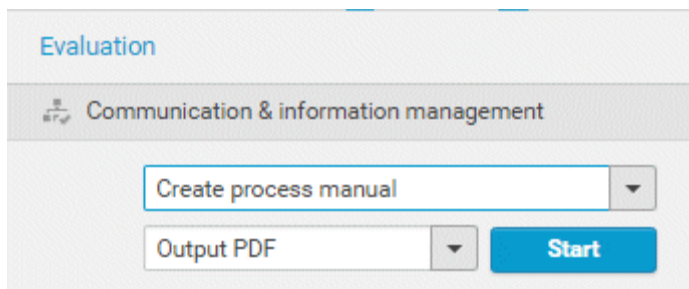 Evaluation
Communication & information management
Create process manual
Output PDF Start